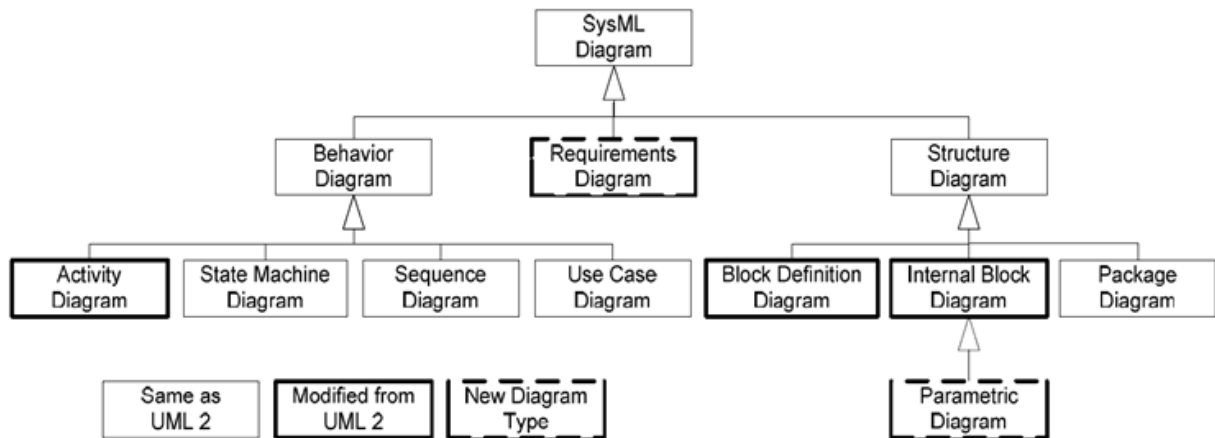 SysML
Diagram
Behavior
Diagram
Requirements
Diagram
Structure
Diagram
Activity
Diagram
State Machine
Diagram
Sequence
Diagram
Use Case
Diagram
Block Definition
Diagram
Internal Block
Diagram
Package
Diagram
Same as
UML 2
Modified from
UML 2
New Diagram
Type
Parametric
Diagram